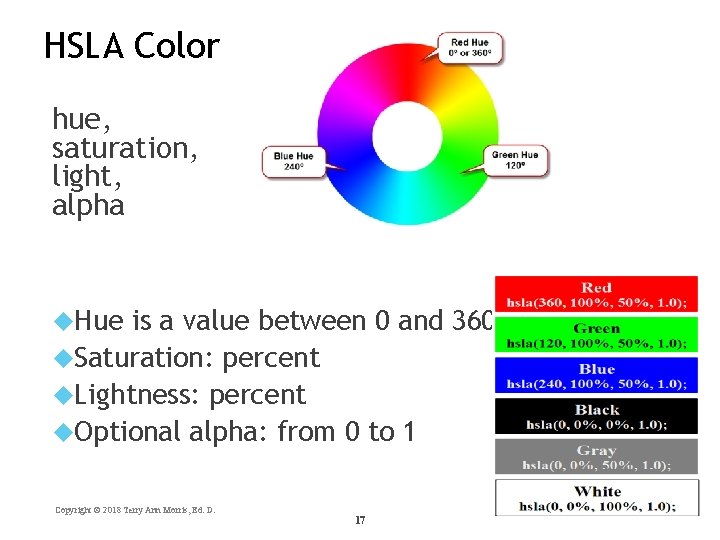 HSLA Color
Red Hue
0º or 360º
hue,
saturation,
light,
alpha
Blue Hue
240º
Green Hue
120º
Hue is a value between 0 and 360
Saturation: percent
Lightness: percent
Optional alpha: from 0 to 1
Red
hsla(360, 100%, 50%, 1.0);
Green
hsla(120, 100%, 50%, 1.0);
Blue
hsla(240, 100%, 50%, 1.0);
Black
hsla(0, 0%, 0%, 1.0);
Gray
hsla(0, 0%, 50%, 1.0);
White
hsla(0, 0%, 100%, 1.0);
Copyright © 2018 Terry Ann Morris, Ed. D.
17